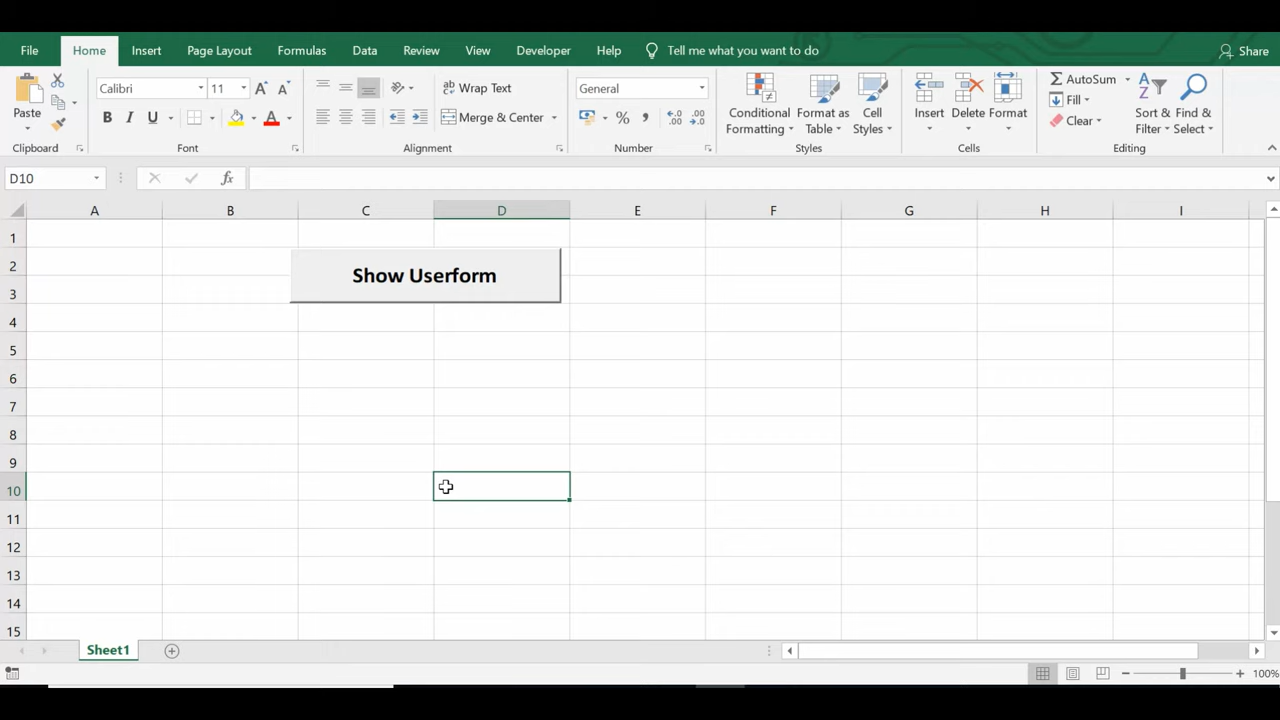 File Home Insert Page Layout Formulas Data Review View Developer Help Tell me what you want to do Share
Calibri 11 Wrap Text General AutoSum
Paste B I U Merge & Center % , Conditional Formatting Format as Table Cell Styles Insert Delete Format Fill Clear Sort & Filter Find & Select
Clipboard Font Alignment Number Styles Cells Editing
D10 fx
A B C D E F G H I
1
2
Show Userform
3
4
5
6
7
8
9
10
11
12
13
14
15
Sheet1
100%